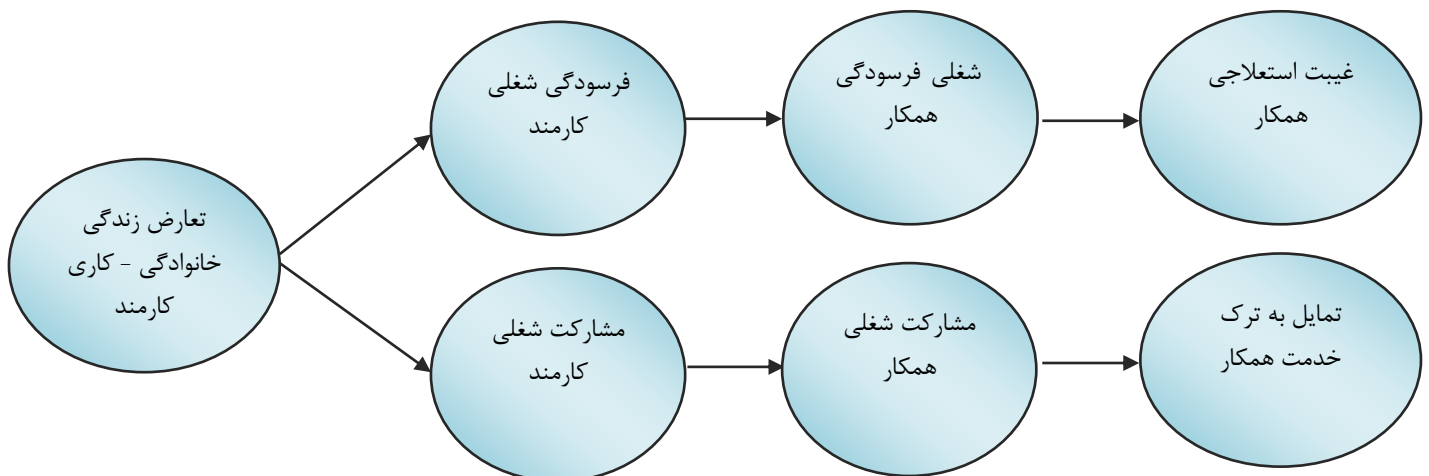 فرسودگی شغلی
کارمند
شغلی فرسودگی
همکار
غیبت استعلاجی
همکار
تعارض زندگی
خانوادگی - کاری
کارمند
مشارکت شغلی
کارمند
مشارکت شغلی
همکار
تمایل به ترک
خدمت همکار